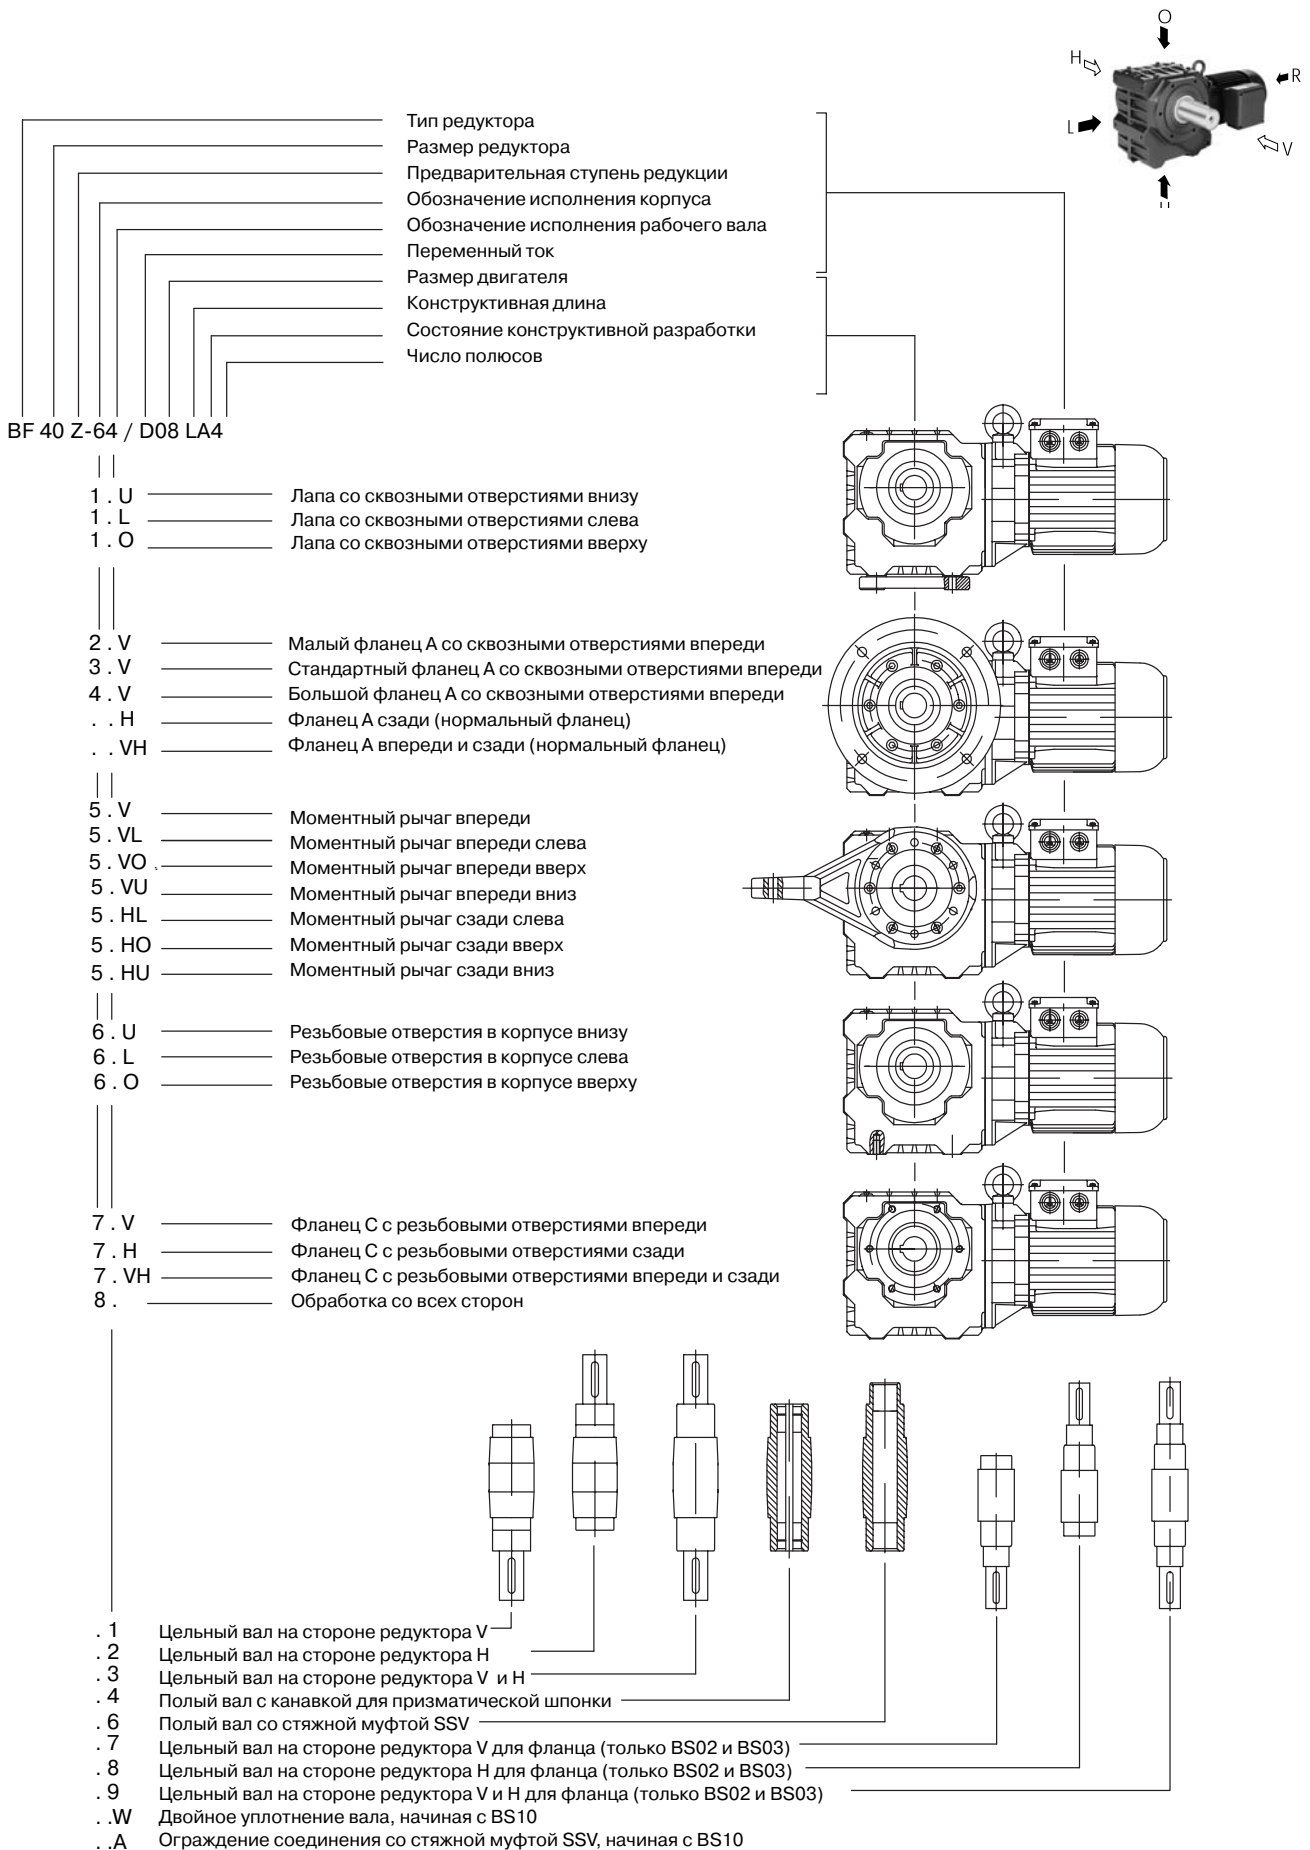 O
H
R
L
V
Тип редуктора
Размер редуктора
Предварительная ступень редукции
Обозначение исполнения корпуса
Обозначение исполнения рабочего вала
Переменный ток
Размер двигателя
Конструктивная длина
Состояние конструктивной разработки
Число полюсов
BF 40 Z-64 / D08 LA4
1 . U Лапа со сквозными отверстиями внизу
1 . L Лапа со сквозными отверстиями слева
1 . O Лапа со сквозными отверстиями вверху
2 . V Малый фланец А со сквозными отверстиями впереди
3 . V Стандартный фланец А со сквозными отверстиями впереди
4 . V Большой фланец А со сквозными отверстиями впереди
. . H Фланец А сзади (нормальный фланец)
. . VH Фланец А впереди и сзади (нормальный фланец)
5 . V Моментный рычаг впереди
5 . VL Моментный рычаг впереди слева
5 . VO Моментный рычаг впереди вверх
5 . VU Моментный рычаг впереди вниз
5 . HL Моментный рычаг сзади слева
5 . HO Моментный рычаг сзади вверх
5 . HU Моментный рычаг сзади вниз
6 . U Резьбовые отверстия в корпусе внизу
6 . L Резьбовые отверстия в корпусе слева
6 . O Резьбовые отверстия в корпусе вверху
7 . V Фланец С с резьбовыми отверстиями впереди
7 . H Фланец С с резьбовыми отверстиями сзади
7 . VH Фланец С с резьбовыми отверстиями впереди и сзади
8 . Обработка со всех сторон
. 1 Цельный вал на стороне редуктора V
. 2 Цельный вал на стороне редуктора H
. 3 Цельный вал на стороне редуктора V и H
. 4 Полый вал с канавкой для призматической шпонки
. 6 Полый вал со стяжной муфтой SSV
. 7 Цельный вал на стороне редуктора V для фланца (только BS02 и BS03)
. 8 Цельный вал на стороне редуктора H для фланца (только BS02 и BS03)
. 9 Цельный вал на стороне редуктора V и H для фланца (только BS02 и BS03)
. .W Двойное уплотнение вала, начиная с BS10
. .A Ограждение соединения со стяжной муфтой SSV, начиная с BS10